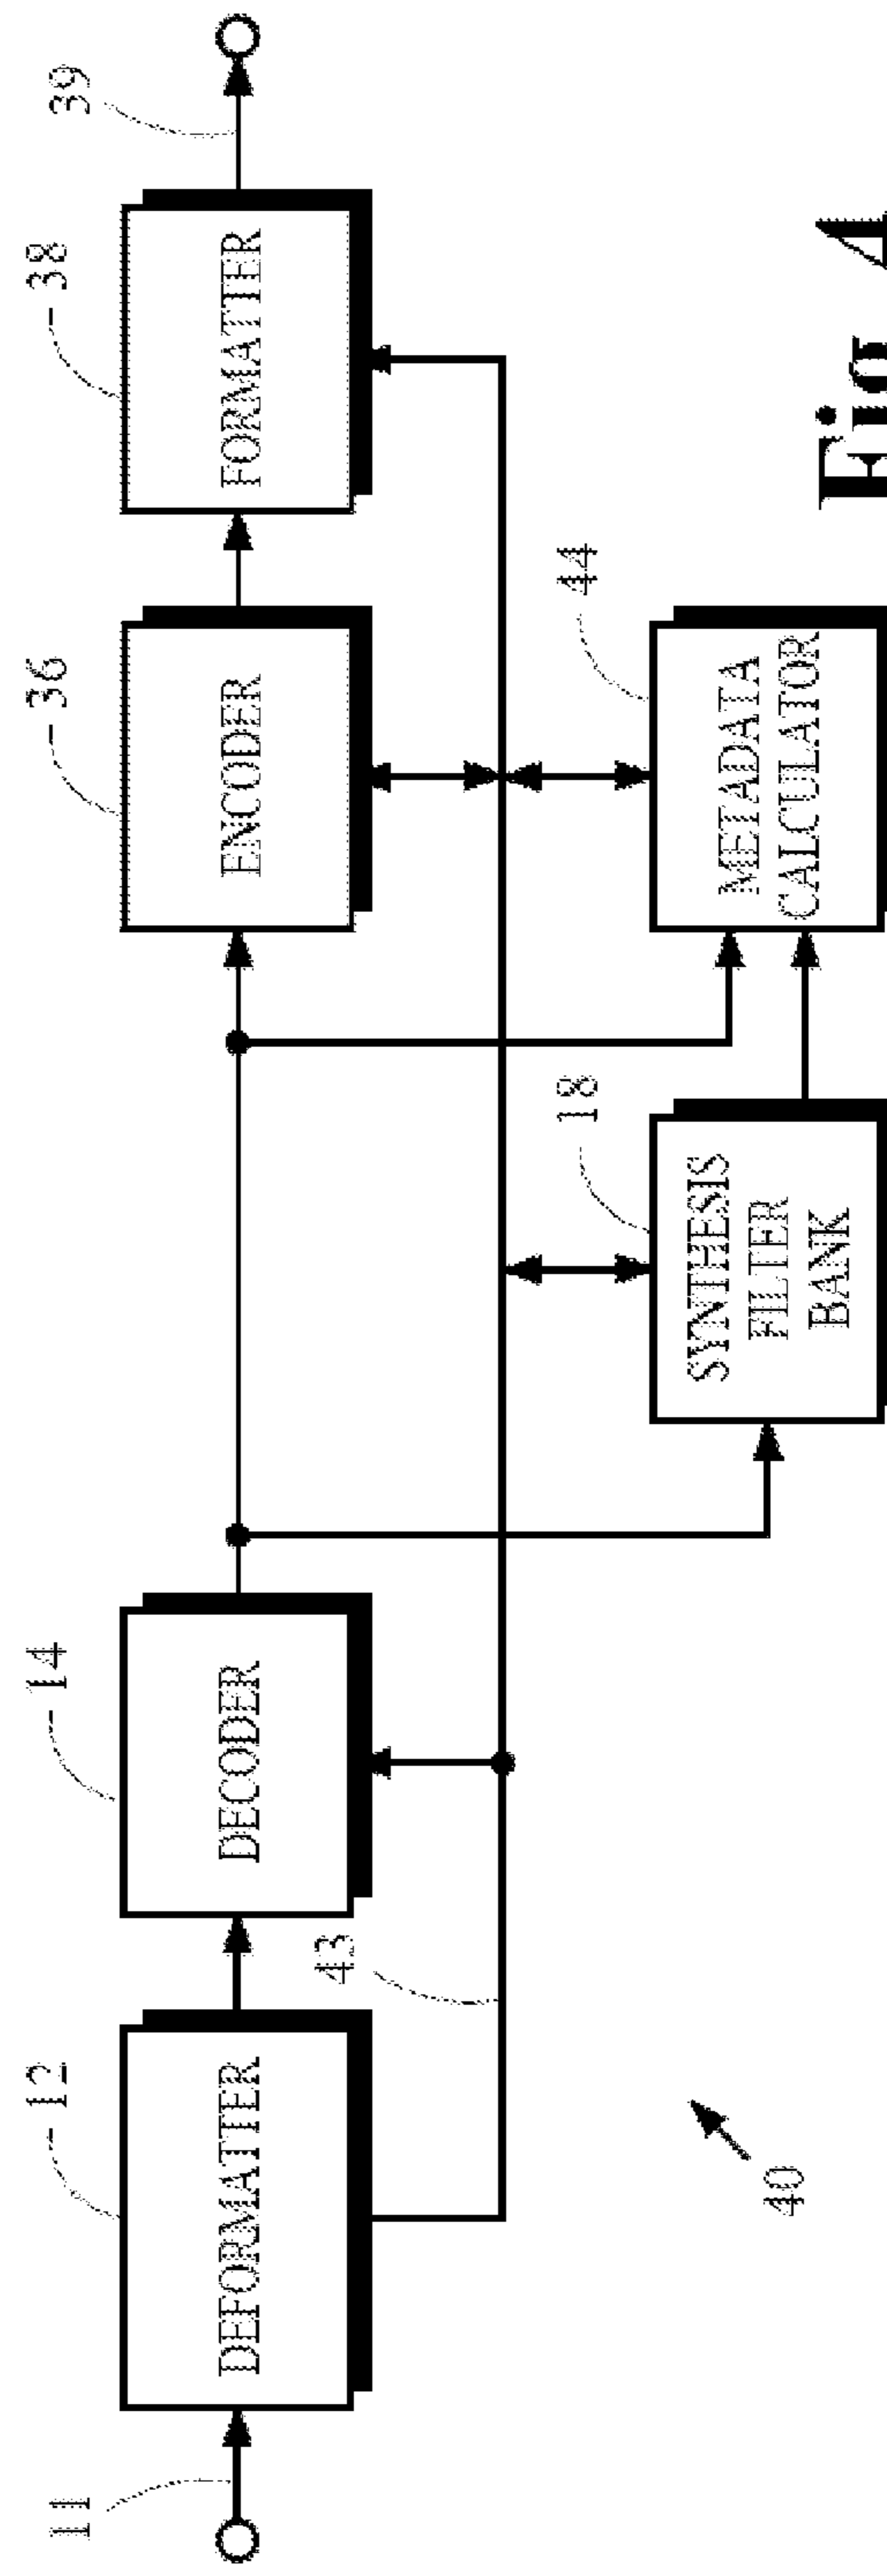 11
12
DEFORMATTER
14
DECODER
36
ENCODER
38
FORMATTER
39
43
18
SYNTHESIS
FILTER
BANK
44
METADATA
CALCULATOR
40
Fig. 4